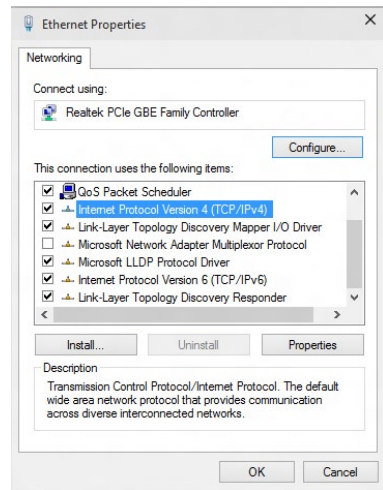 Ethernet Properties
Networking
Connect using:
Realtek PCIe GBE Family Controller
Configure...
This connection uses the following items:
QoS Packet Scheduler
Internet Protocol Version 4 (TCP/IPv4)
Link-Layer Topology Discovery Mapper I/O Driver
Microsoft Network Adapter Multiplexor Protocol
Microsoft LLDP Protocol Driver
Internet Protocol Version 6 (TCP/IPv6)
Link-Layer Topology Discovery Responder
Install... Uninstall Properties
Description
Transmission Control Protocol/Internet Protocol. The default
wide area network protocol that provides communication
across diverse interconnected networks.
OK Cancel